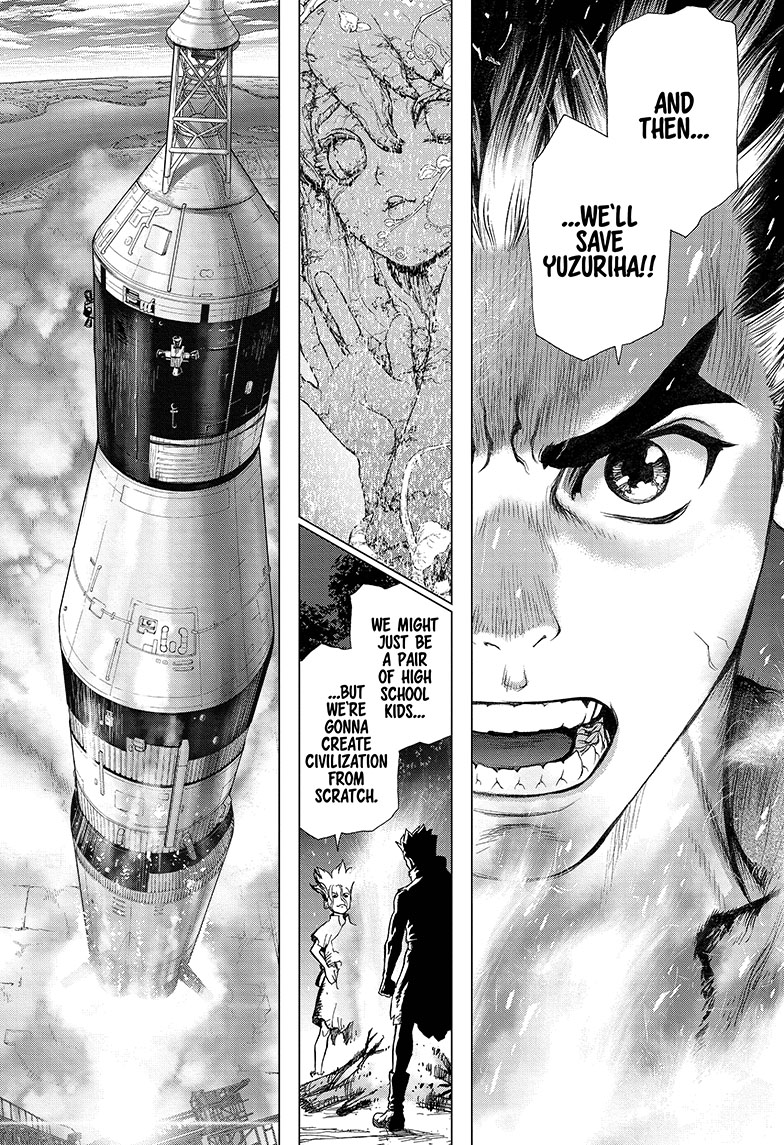 AND
THEN...
...WE'LL
SAVE
YUZURIHA!!
WE MIGHT
JUST BE
A PAIR
OF HIGH
SCHOOL
KIDS...
...BUT
WE'RE
GONNA
CREATE
CIVILIZATION
FROM
SCRATCH.